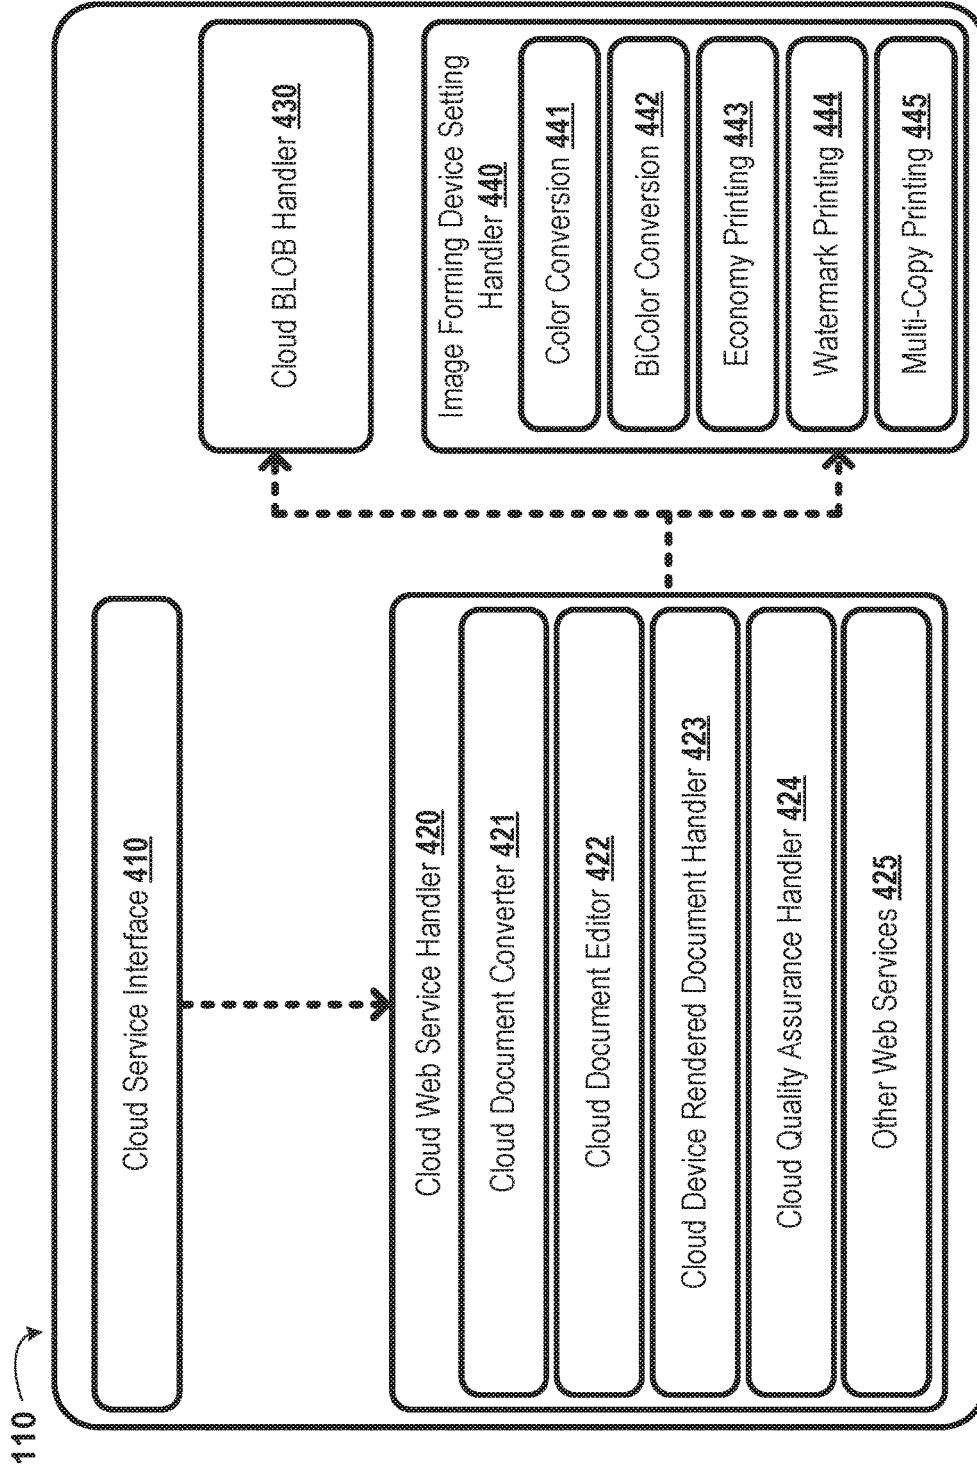 110
Cloud Service Interface 410
Cloud Web Service Handler 420
Cloud Document Converter 421
Cloud Document Editor 422
Cloud Device Rendered Document Handler 423
Cloud Quality Assurance Handler 424
Other Web Services 425
Cloud BLOB Handler 430
Image Forming Device Setting
Handler 440
Color Conversion 441
BiColor Conversion 442
Economy Printing 443
Watermark Printing 444
Multi-Copy Printing 445